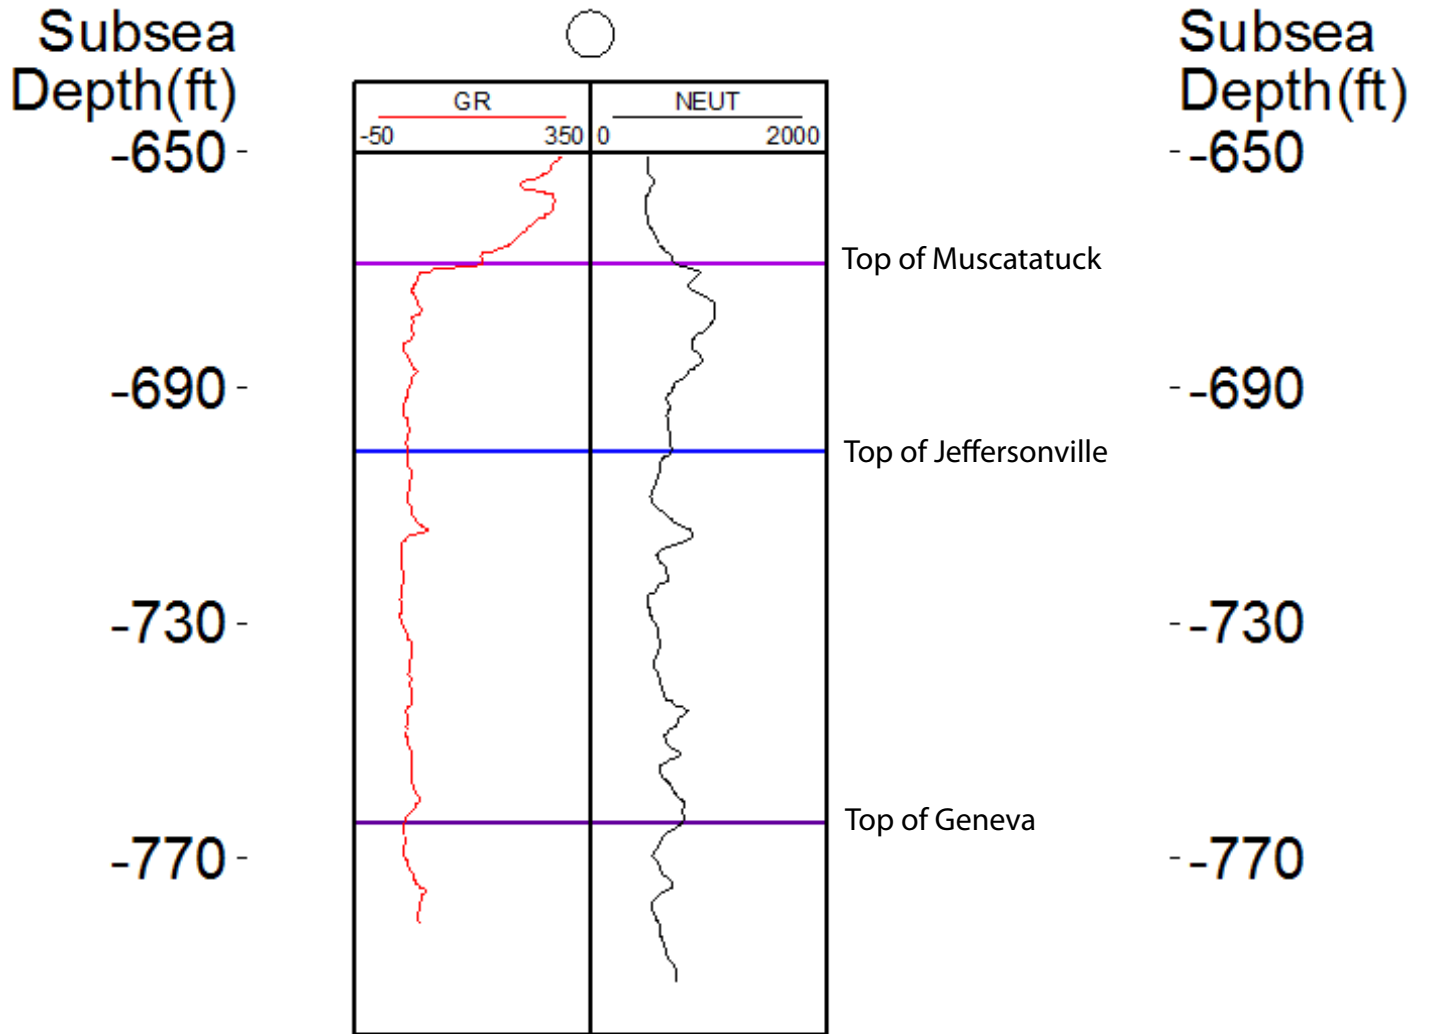 Subsea
Depth(ft)
Subsea
Depth(ft)
GR
NEUT
-50
350
0
2000
-650
-650
Top of Muscatatuck
-690
-690
Top of Jeffersonville
-730
-730
Top of Geneva
-770
-770